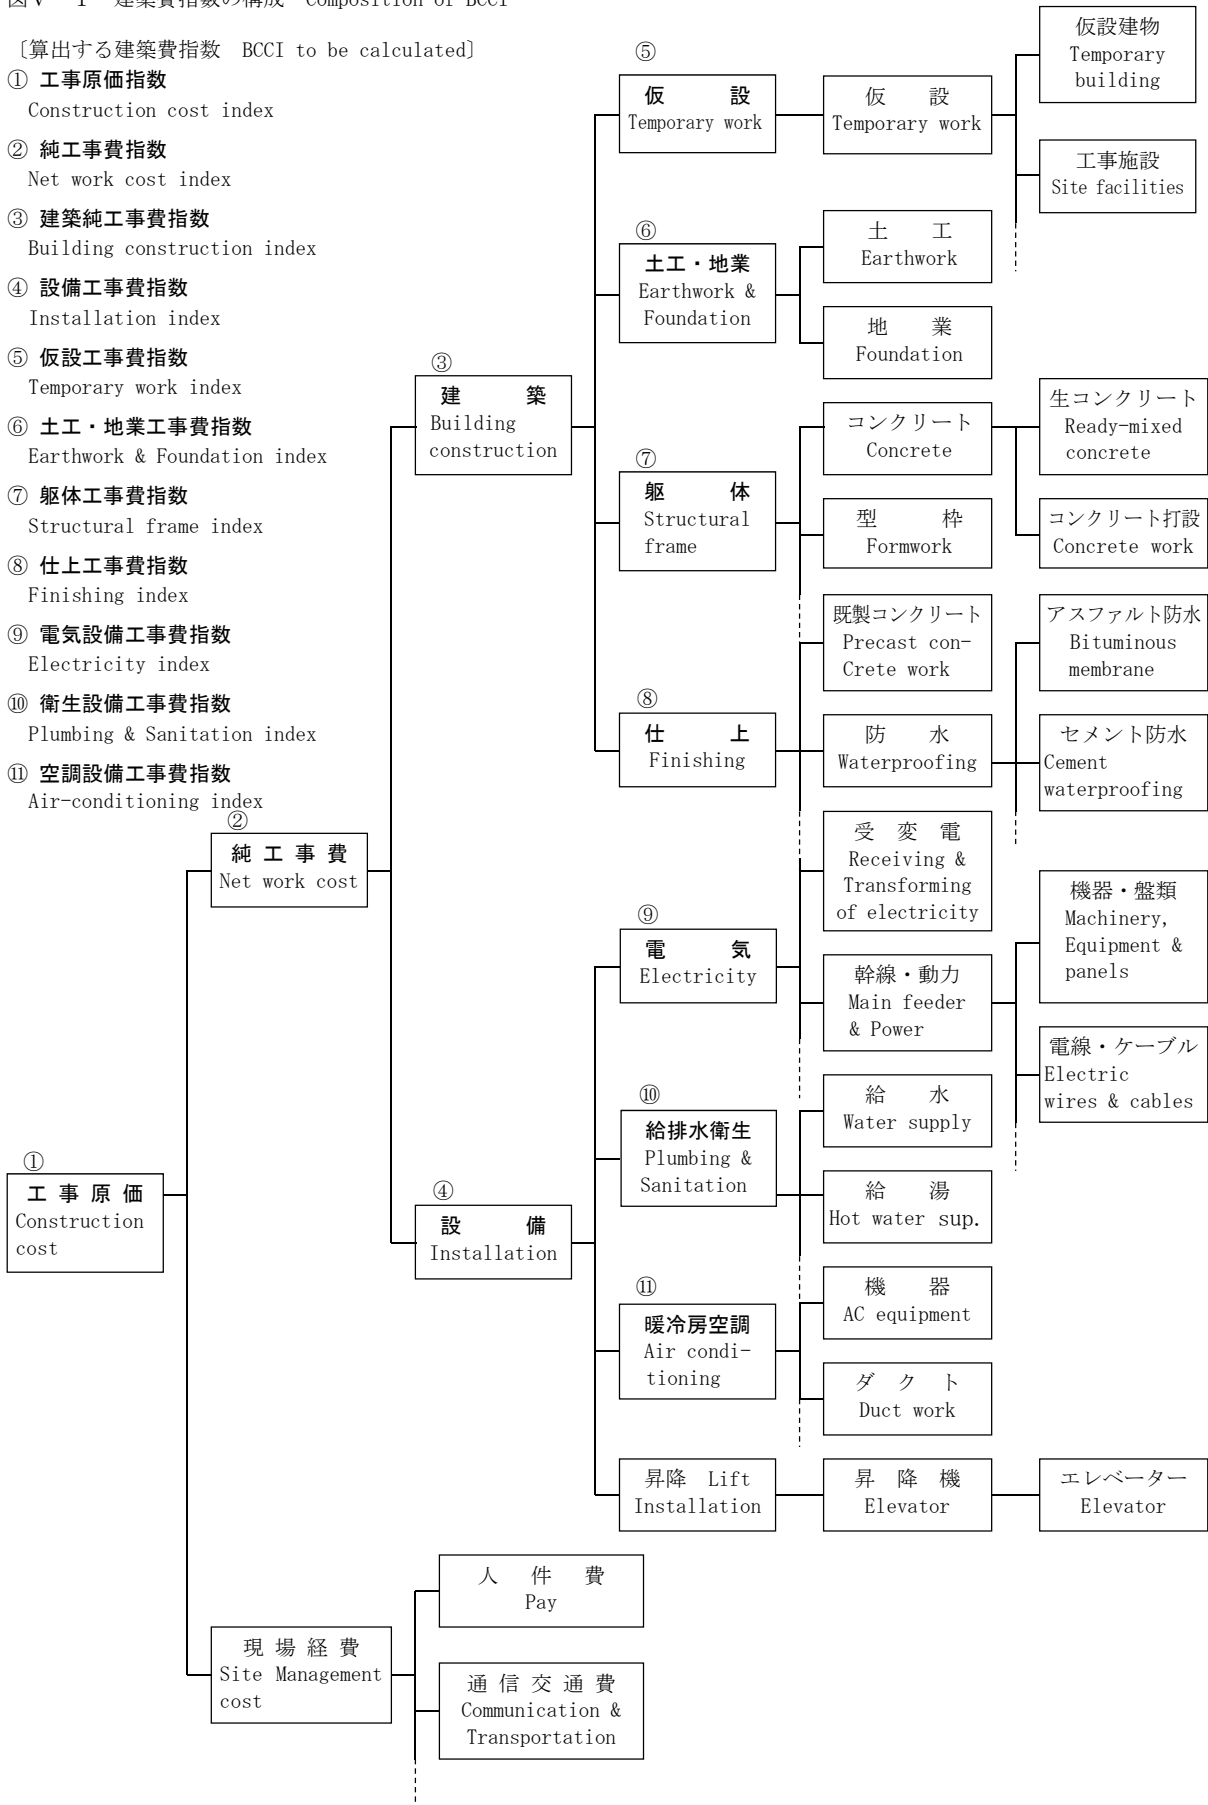 図Ⅴ－１ 建築費指数の構成 Composition of BCCI
〔算出する建築費指数 BCCI to be calculated〕
① 工事原価指数
Construction cost index
② 純工事費指数
Net work cost index
③ 建築純工事費指数
Building construction index
④ 設備工事費指数
Installation index
⑤ 仮設工事費指数
Temporary work index
⑥ 土工・地業工事費指数
Earthwork & Foundation index
⑦ 躯体工事費指数
Structural frame index
⑧ 仕上工事費指数
Finishing index
⑨ 電気設備工事費指数
Electricity index
⑩ 衛生設備工事費指数
Plumbing & Sanitation index
⑪ 空調設備工事費指数
Air-conditioning index
①
工 事 原 価
Construction
cost
②
純 工 事 費
Net work cost
現 場 経 費
Site Management
cost
③
建 築
Building
construction
④
設 備
Installation
人 件 費
Pay
通 信 交 通 費
Communication &
Transportation
⑤
仮 設
Temporary work
⑥
土工・地業
Earthwork &
Foundation
⑦
躯 体
Structural
frame
⑧
仕 上
Finishing
⑨
電 気
Electricity
⑩
給排水衛生
Plumbing &
Sanitation
⑪
暖冷房空調
Air condi-
tioning
昇降 Lift
Installation
仮 設
Temporary work
土 工
Earthwork
地 業
Foundation
コンクリート
Concrete
型 枠
Formwork
既製コンクリート
Precast con-
Crete work
防 水
Waterproofing
受 変 電
Receiving &
Transforming
of electricity
幹線・動力
Main feeder
& Power
給 水
Water supply
給 湯
Hot water sup.
機 器
AC equipment
ダ ク ト
Duct work
昇 降 機
Elevator
仮設建物
Temporary
building
工事施設
Site facilities
生コンクリート
Ready-mixed
concrete
コンクリート打設
Concrete work
アスファルト防水
Bituminous
membrane
セメント防水
Cement
waterproofing
機器・盤類
Machinery,
Equipment &
panels
電線・ケーブル
Electric
wires & cables
エレベーター
Elevator